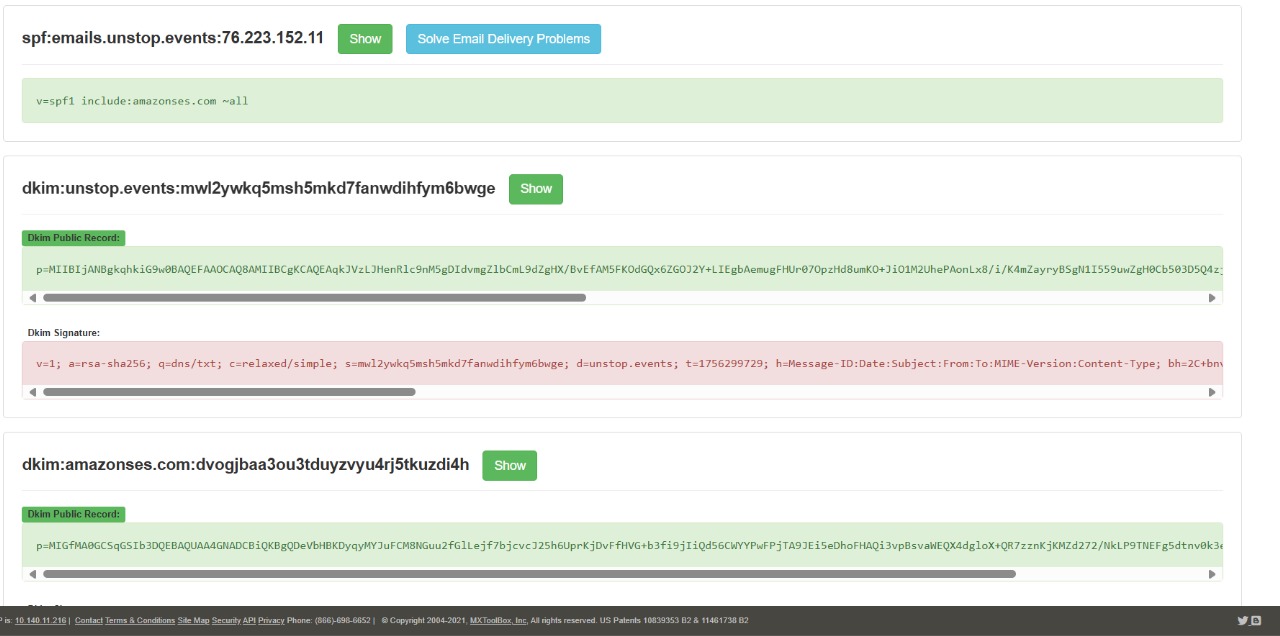 spf:emails.unstop.events:76.223.152.11 Show Solve Email Delivery Problems
v=spf1 include:amazonses.com ~all
dkim:unstop.events:mwl2ywkq5msh5mkd7fanwdihfym6bwge Show
Dkim Public Record:
p=MIIBIjANBgkqhkiG9w0BAQEFAAOCAQ8AMIIBCgKCAQEAqkJVzLJHenRlc9nM5gDIdvmgZlbCmL9dZgHX/BvEfAM5FKOdGQx6ZGOJ2Y+LIEgbAemugFHUr07OpzHd8umKO+JiO1M2UhePAonLx8/i/K4mZayryBSgN1I559uwZgH0Cb503D5Q4zj
Dkim Signature:
v=1; a=rsa-sha256; q=dns/txt; c=relaxed/simple; s=mwl2ywkq5msh5mkd7fanwdihfym6bwge; d=unstop.events; t=1756299729; h=Message-ID:Date:Subject:From:To:MIME-Version:Content-Type; bh=2C+bnv
dkim:amazonses.com:dvogjbaa3ou3tduyzvyu4rj5tkuzdi4h Show
Dkim Public Record:
p=MIGfMA0GCSqGSIb3DQEBAQUAA4GNADCBiQKBgQDeVbHBKDyqyMYJuFCM8NGuu2fGlLejf7bjcvcJ25h6UprKjDvFfHVG+b3fi9jIiQd56CWYYPwFPjTA9JEi5eDhoFHAQi3vpBsvaWEQX4dgloX+QR7zznKjKMZd272/NkLP9TNEFg5dtnv0k3e
P is: 10.140.11.216 | Contact Terms & Conditions Site Map Security API Privacy Phone: (866)-698-6652 | © Copyright 2004-2021, MXToolBox, Inc, All rights reserved. US Patents 10839353 B2 & 11461738 B2